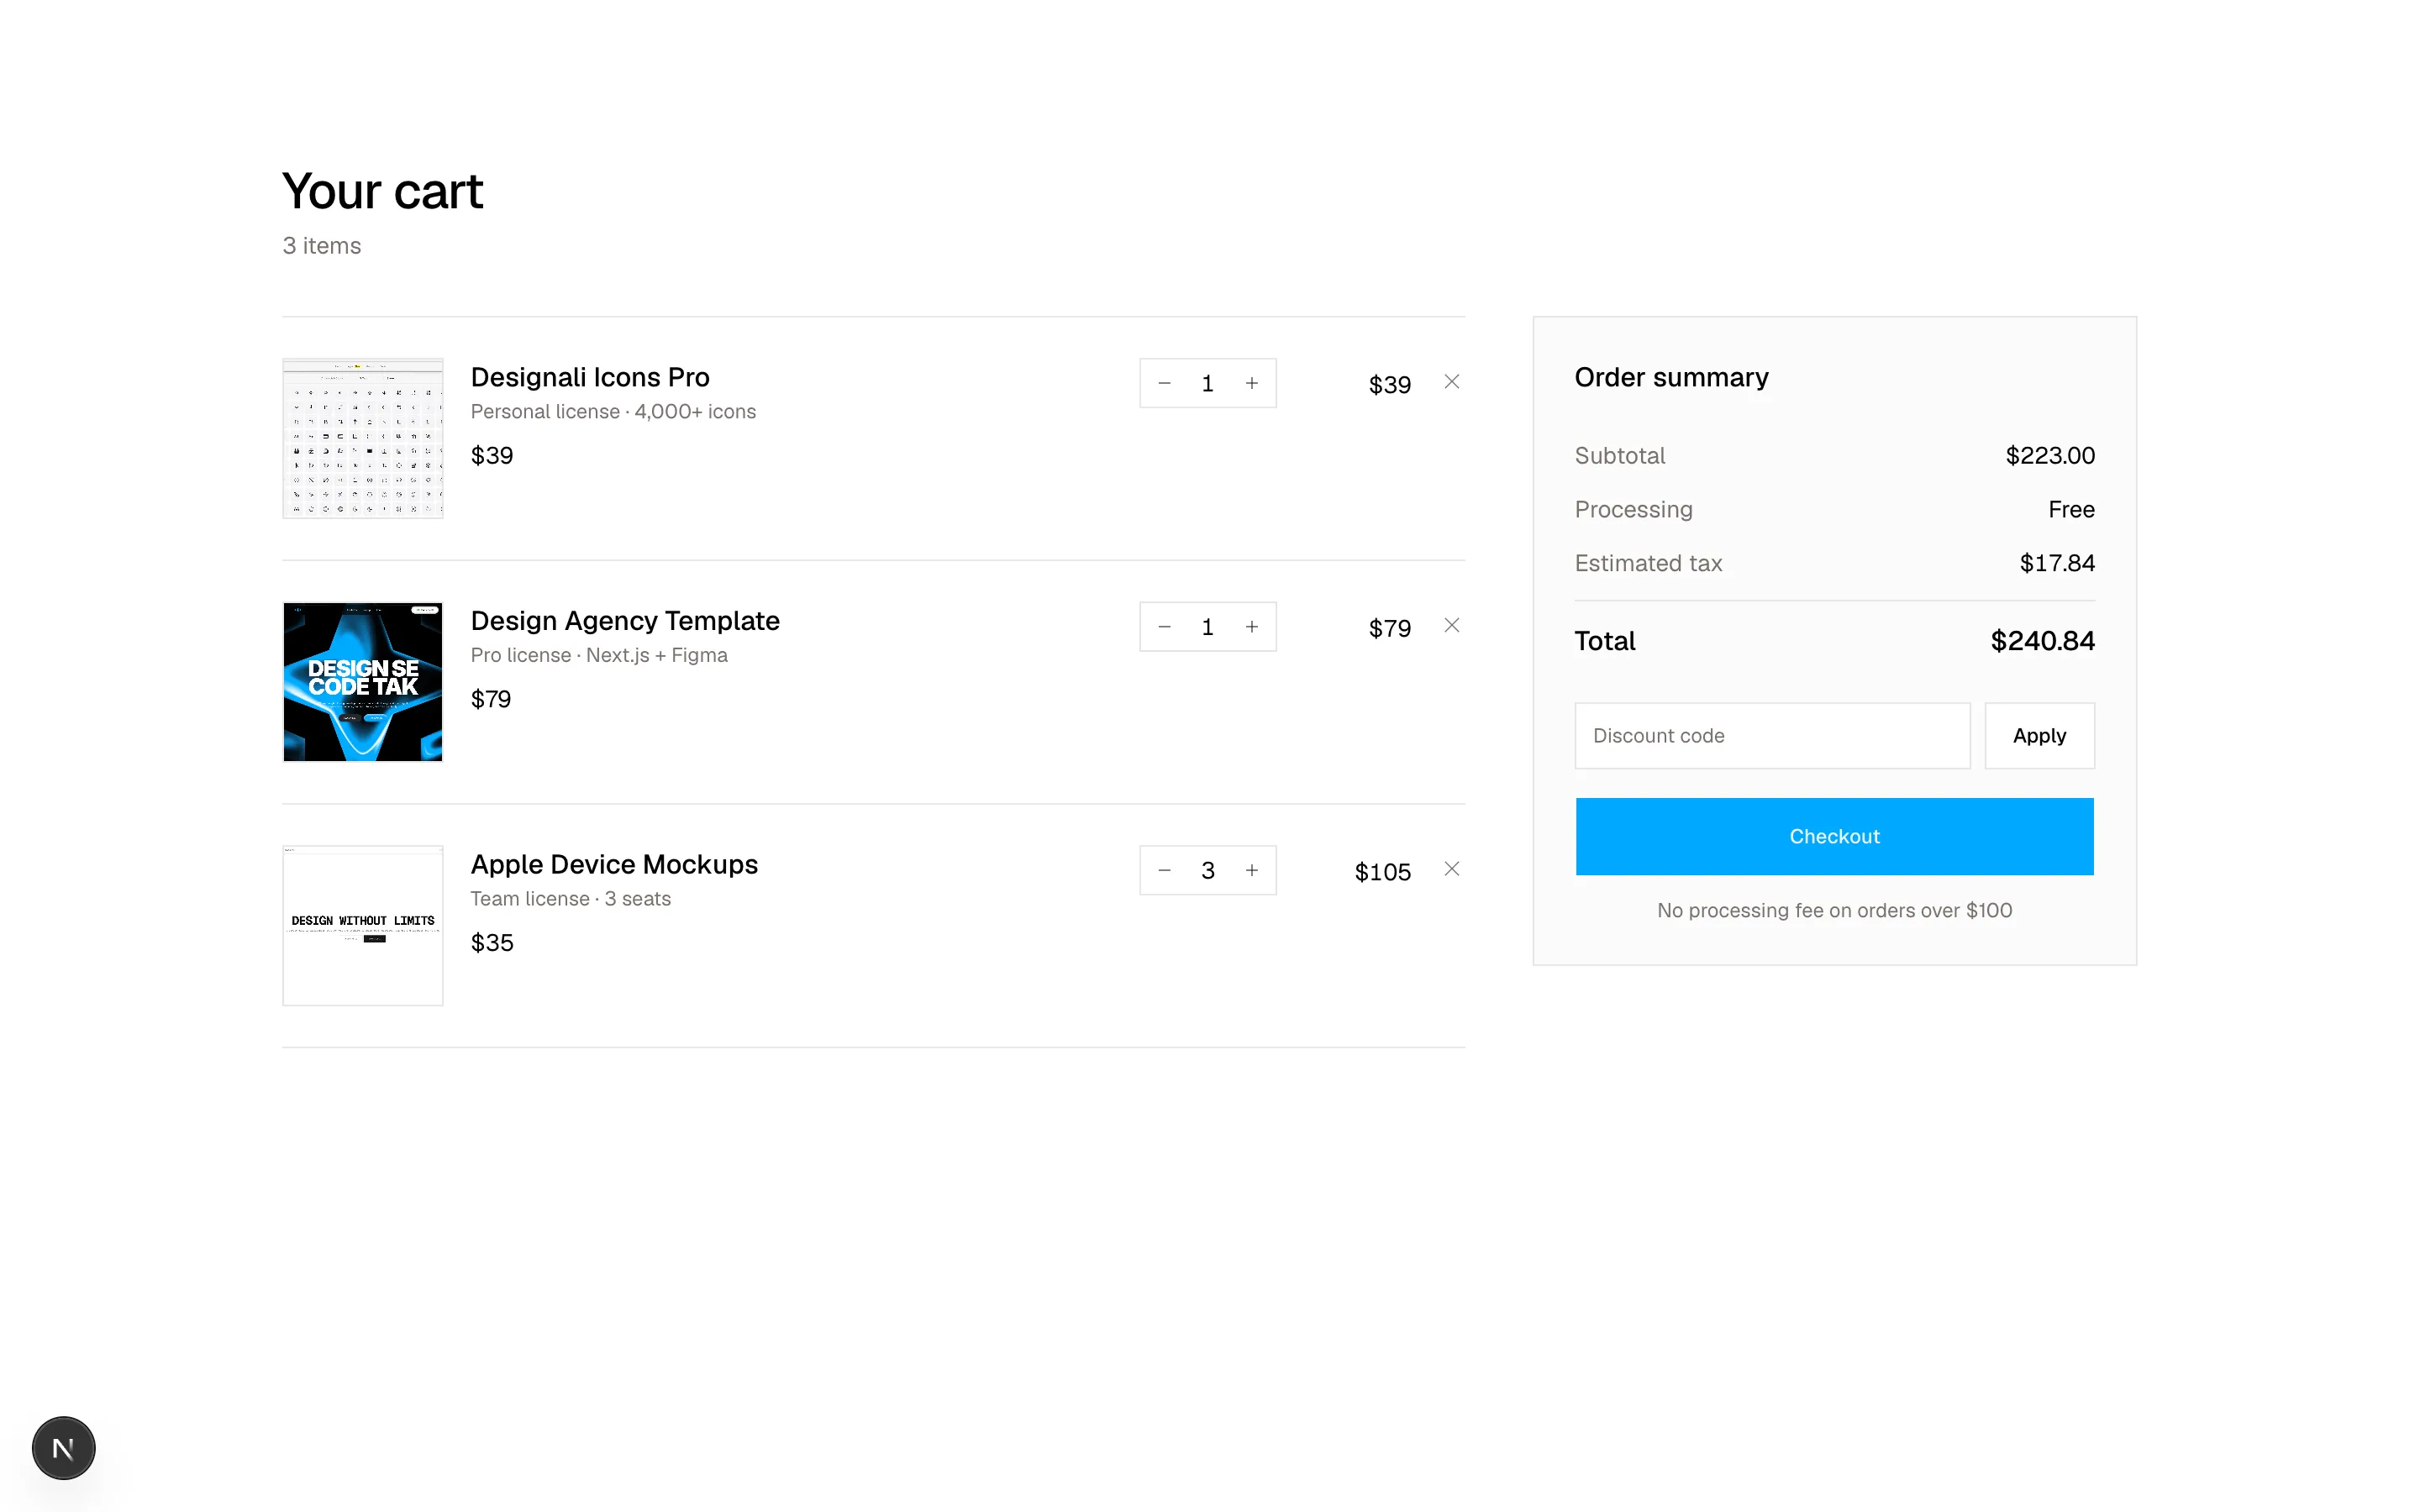 Your cart
3 items
Designali Icons Pro
Personal license · 4,000+ icons
$39
− 1 +
$39
DESIGN SE
CODE TAK
Design Agency Template
Pro license · Next.js + Figma
$79
− 1 +
$79
DESIGN WITHOUT LIMITS
Apple Device Mockups
Team license · 3 seats
$35
− 3 +
$105
Order summary
Subtotal $223.00
Processing Free
Estimated tax $17.84
Total $240.84
Discount code Apply
Checkout
No processing fee on orders over $100
N